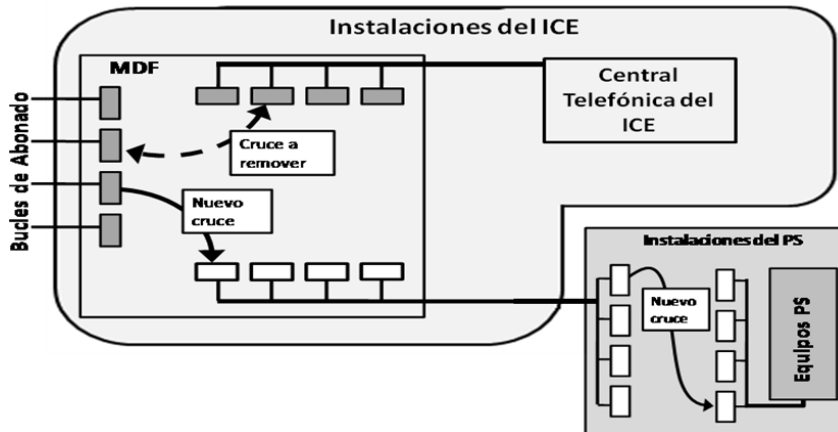 Instalaciones del ICE
MDF
Central
Telefónica del
ICE
Bucles de Abonado
Cruce a
remover
Nuevo
cruce
Instalaciones del PS
Nuevo
cruce
Equipos PS